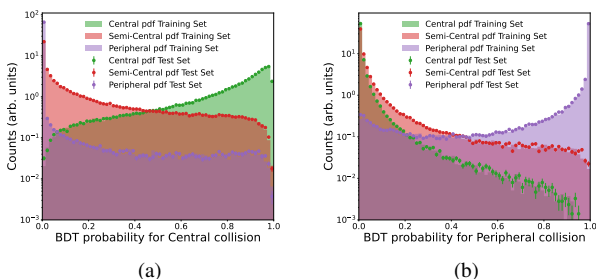 Counts (arb. units)
10²
10¹
10⁰
10⁻¹
10⁻²
10⁻³
Central pdf Training Set
Semi-Central pdf Training Set
Peripheral pdf Training Set
Central pdf Test Set
Semi-Central pdf Test Set
Peripheral pdf Test Set
0.0 0.2 0.4 0.6 0.8 1.0
BDT probability for Central collision
(a)
Counts (arb. units)
10¹
10⁰
10⁻¹
10⁻²
10⁻³
Central pdf Training Set
Semi-Central pdf Training Set
Peripheral pdf Training Set
Central pdf Test Set
Semi-Central pdf Test Set
Peripheral pdf Test Set
0.0 0.2 0.4 0.6 0.8 1.0
BDT probability for Peripheral collision
(b)